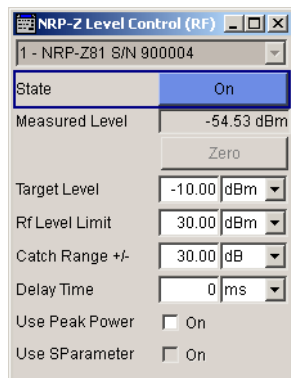 NRP-Z Level Control (RF)
1 - NRP-Z81 S/N 900004
State On
Measured Level -54.53 dBm
Zero
Target Level -10.00 dBm
Rf Level Limit 30.00 dBm
Catch Range +/- 30.00 dB
Delay Time 0 ms
Use Peak Power On
Use SParameter On